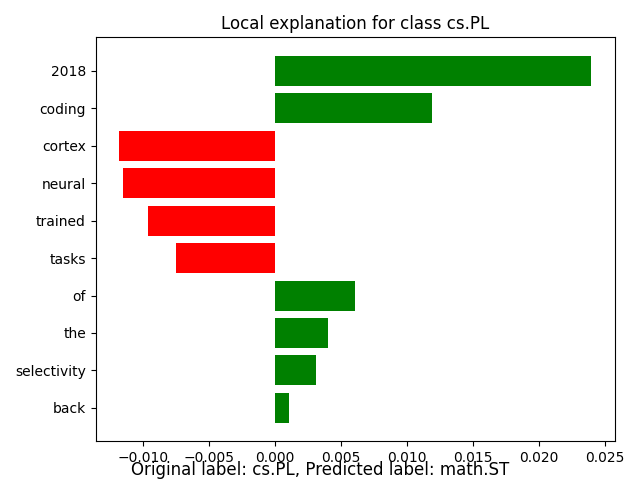 Local explanation for class cs.PL
2018
coding
cortex
neural
trained
tasks
of
the
selectivity
back
−0.010 −0.005 0.000 0.005 0.010 0.015 0.020 0.025
Original label: cs.PL, Predicted label: math.ST